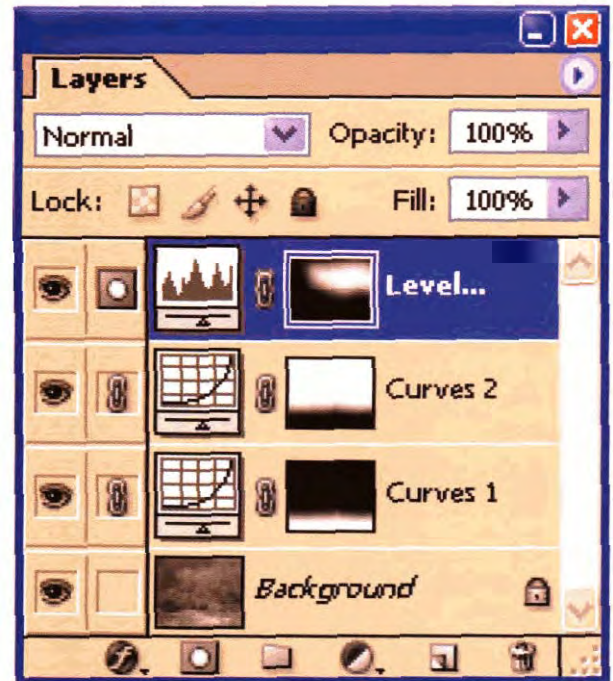 Layers
Normal Opacity: 100%
Lock: Fill: 100%
Level...
Curves 2
Curves 1
Background